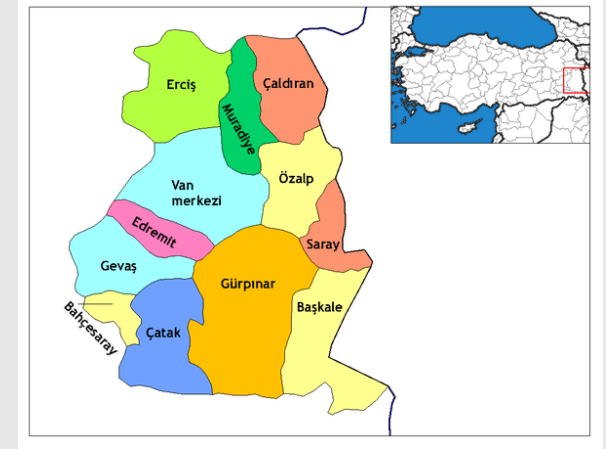 Erciş
Çaldıran
Muradiye
Özalp
Van
merkezi
Edremit
Saray
Gevaş
Gürpınar
Başkale
Bahçesaray
Çatak